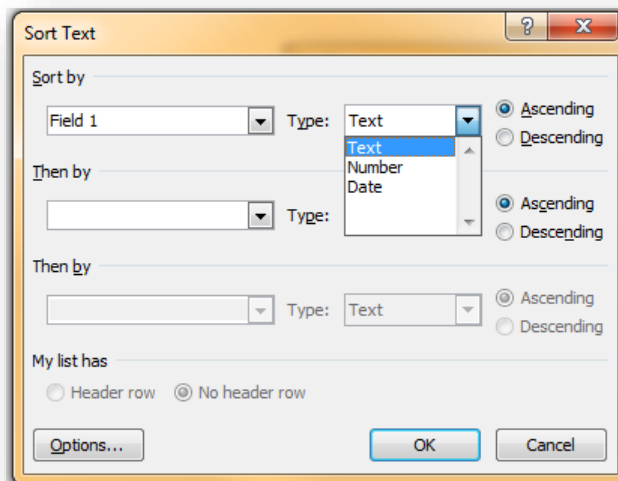 Sort Text
Sort by
Field 1 Type: Text Ascending
Text Descending
Number
Date
Then by
Type: Ascending
Descending
Then by
Type: Text Ascending
Descending
My list has
Header row No header row
Options... OK Cancel